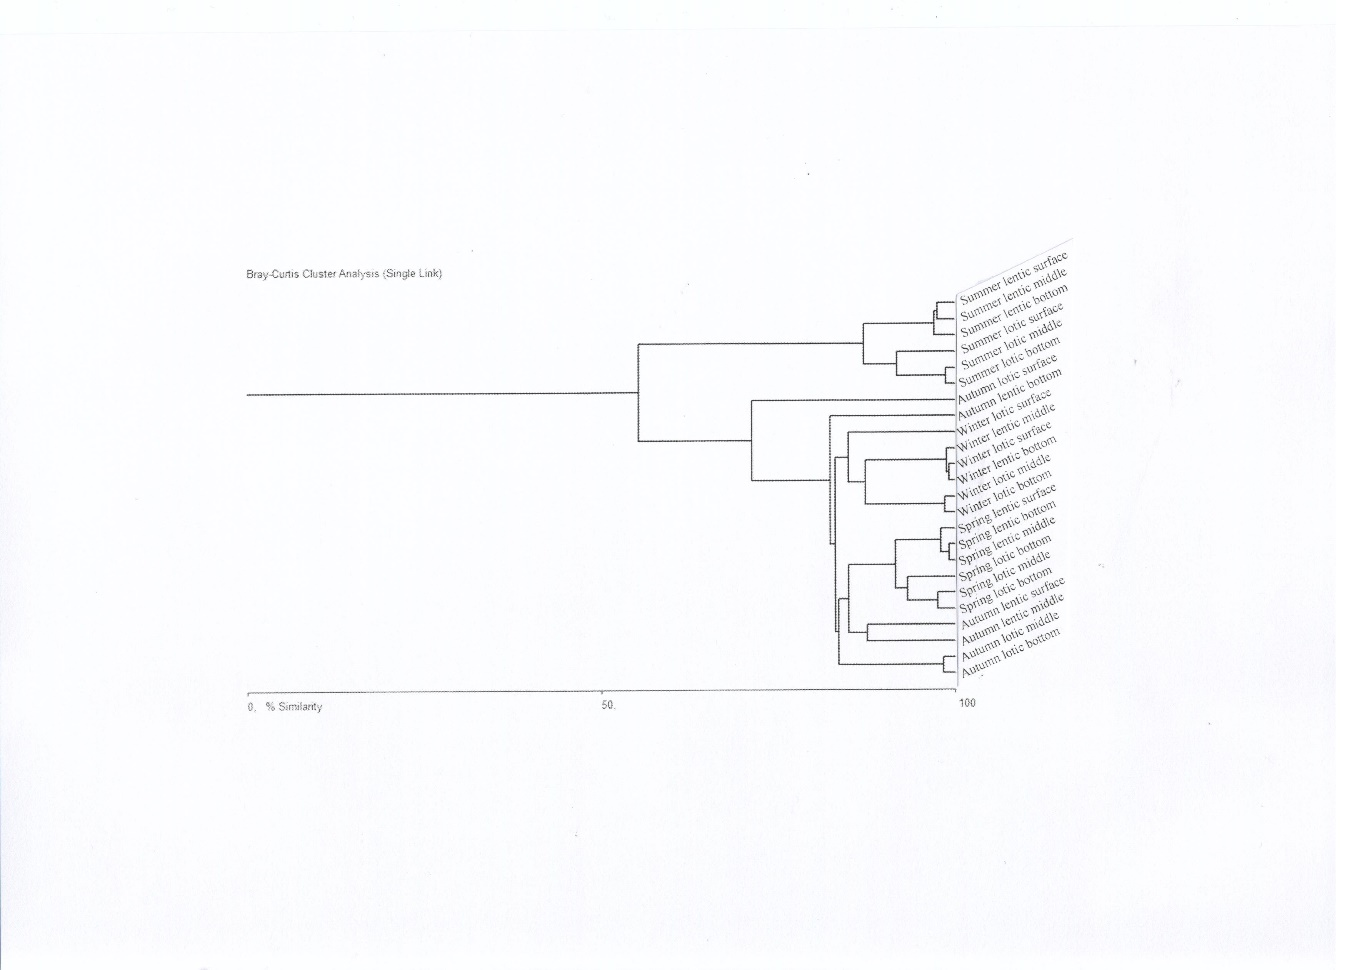 Bray-Curtis Cluster Analysis (Single Link)
Summer lentic surface
Summer lentic middle
Summer lentic bottom
Summer lotic surface
Summer lotic middle
Summer lotic bottom
Autumn lotic surface
Autumn lentic bottom
Winter lotic surface
Winter lentic middle
Winter lotic surface
Winter lentic bottom
Winter lotic middle
Winter lotic bottom
Spring lentic surface
Spring lentic bottom
Spring lentic middle
Spring lotic bottom
Spring lotic middle
Spring lotic bottom
Autumn lentic surface
Autumn lentic middle
Autumn lotic middle
Autumn lotic bottom
0. % Similarity 50. 100